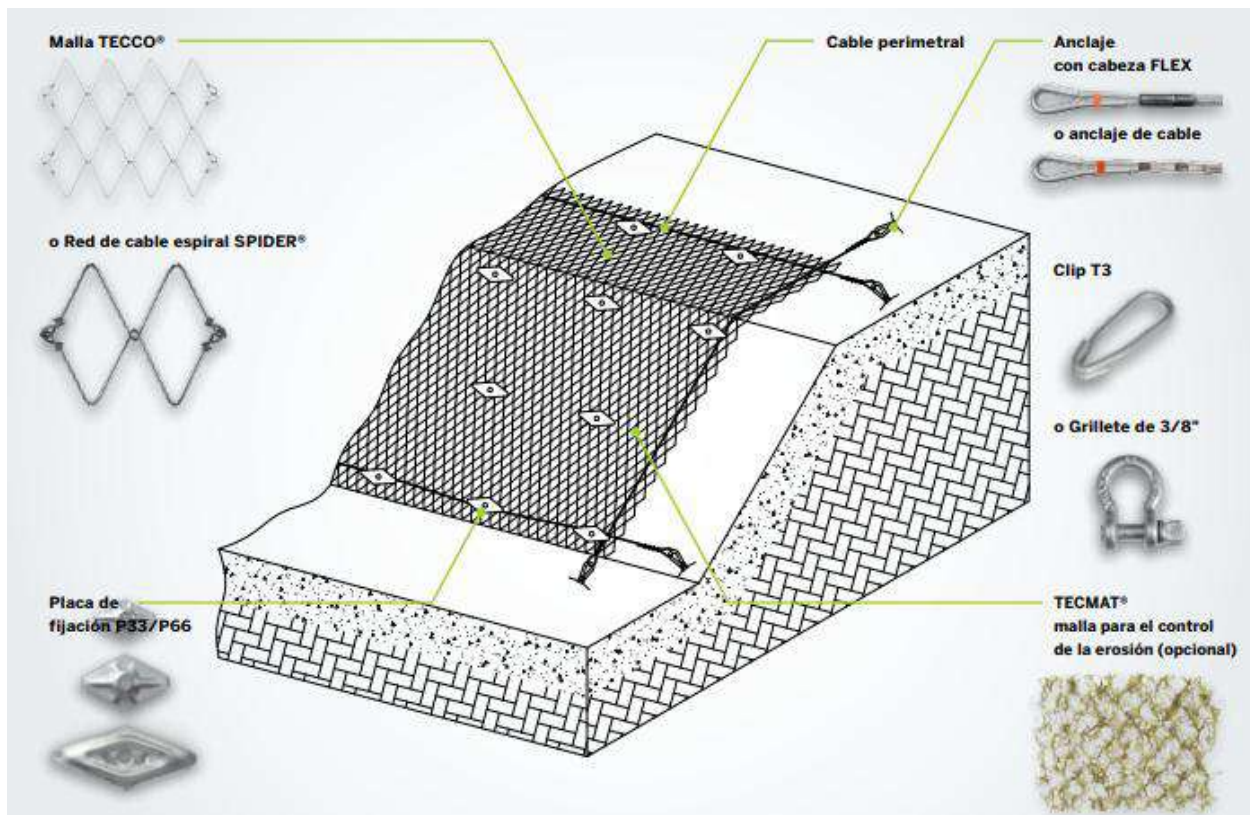 Malla TECCO®
Cable perimetral
Anclaje
con cabeza FLEX
o anclaje de cable
o Red de cable espiral SPIDER®
Clip T3
o Grillete de 3/8"
Placa de
fijación P33/P66
TECMAT®
malla para el control
de la erosión (opcional)